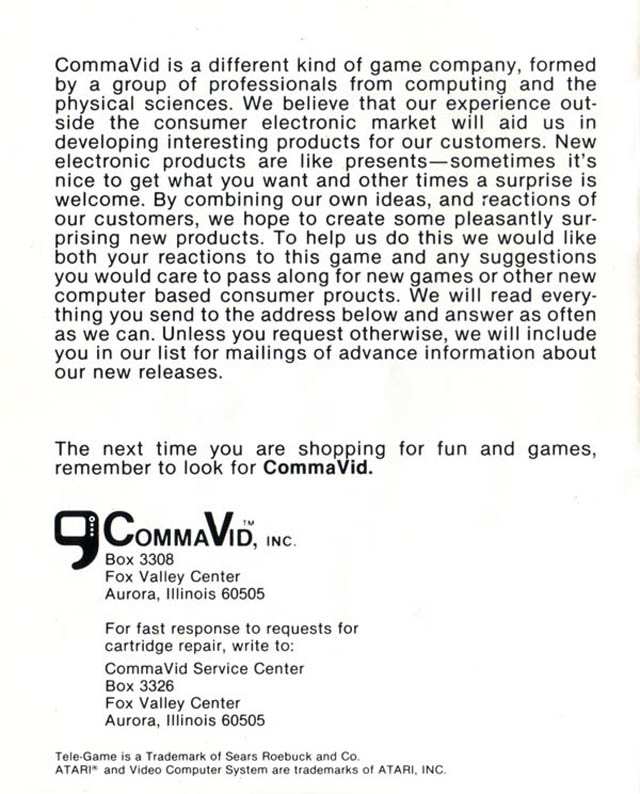 CommaVid is a different kind of game company, formed
by a group of professionals from computing and the
physical sciences. We believe that our experience out-
side the consumer electronic market will aid us in
developing interesting products for our customers. New
electronic products are like presents—sometimes it's
nice to get what you want and other times a surprise is
welcome. By combining our own ideas, and reactions of
our customers, we hope to create some pleasantly sur-
prising new products. To help us do this we would like
both your reactions to this game and any suggestions
you would care to pass along for new games or other new
computer based consumer proucts. We will read every-
thing you send to the address below and answer as often
as we can. Unless you request otherwise, we will include
you in our list for mailings of advance information about
our new releases.
The next time you are shopping for fun and games,
remember to look for CommaVid.
COMMAVID,™ INC.
Box 3308
Fox Valley Center
Aurora, Illinois 60505
For fast response to requests for
cartridge repair, write to:
CommaVid Service Center
Box 3326
Fox Valley Center
Aurora, Illinois 60505
Tele-Game is a Trademark of Sears Roebuck and Co.
ATARI® and Video Computer System are trademarks of ATARI, INC.